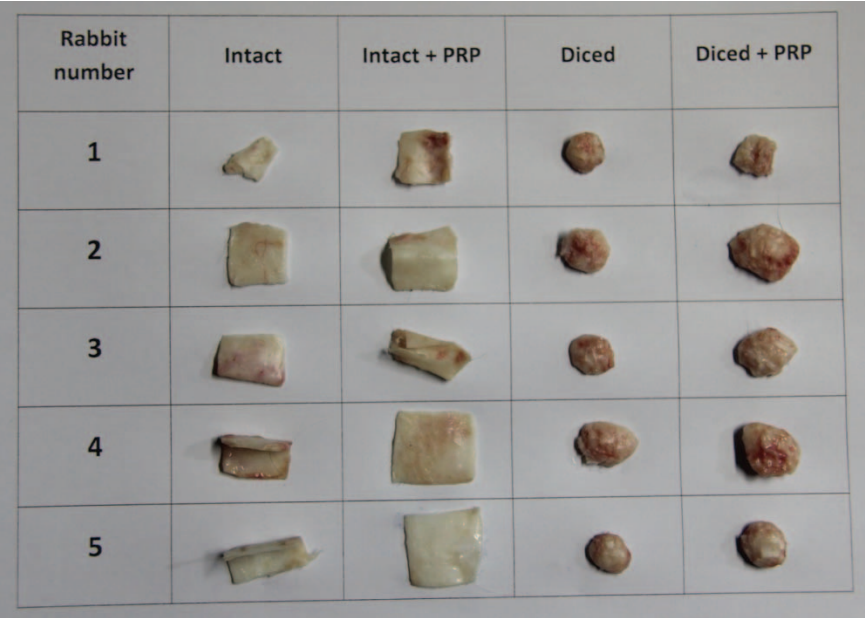 Rabbit
number
Intact
Intact + PRP
Diced
Diced + PRP
1
2
3
4
5